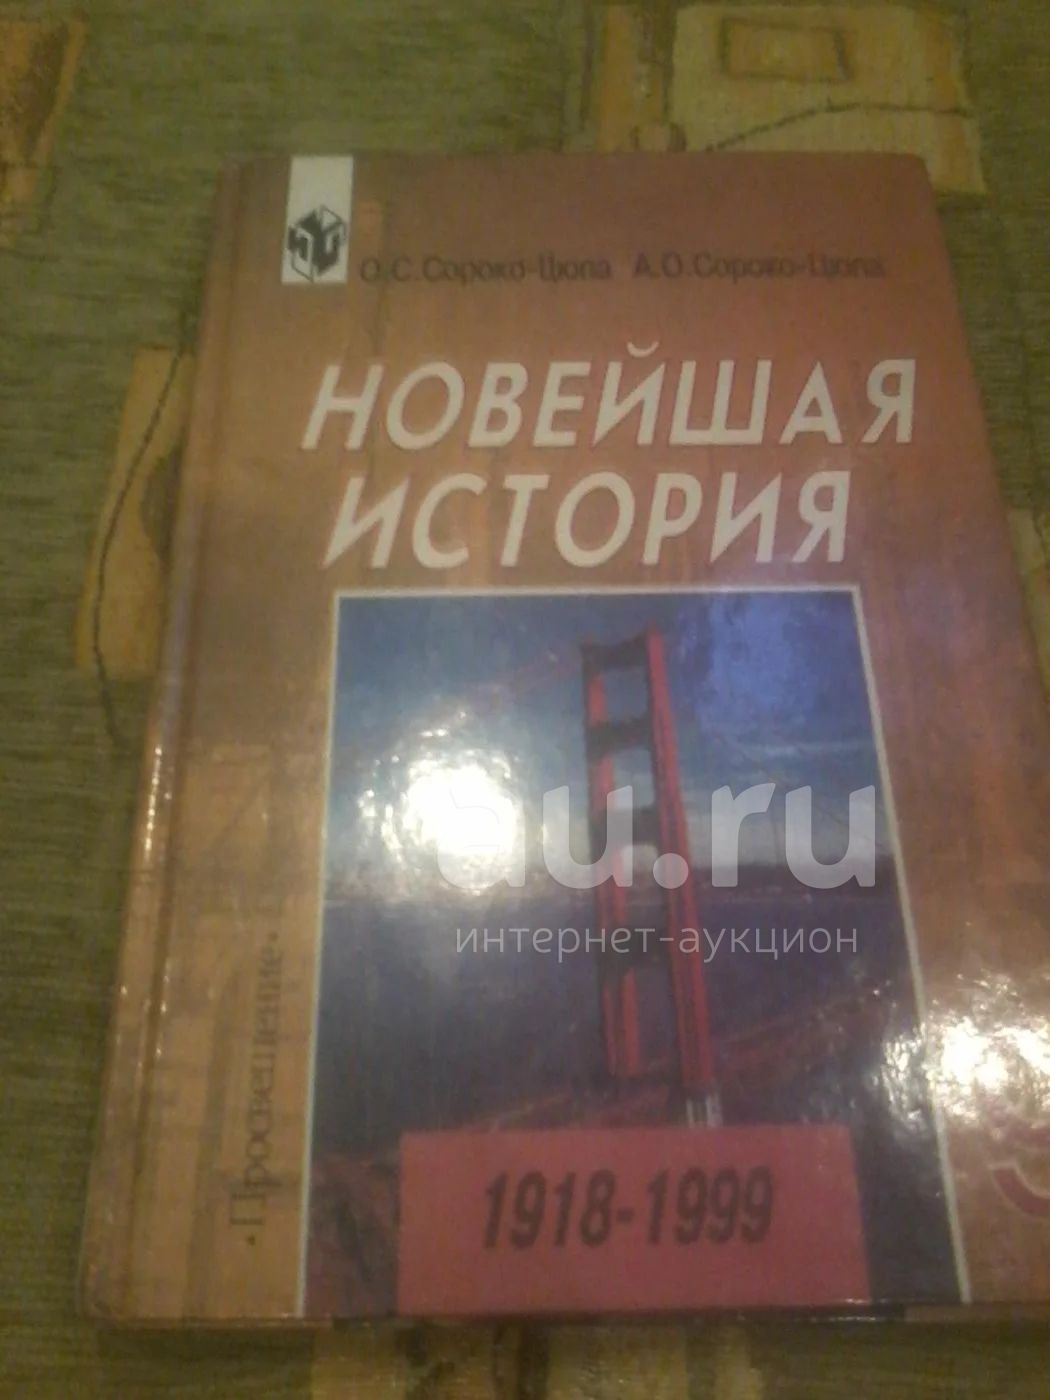 О.С.Сороко-Цюпа А.О.Сороко-Цюпа
НОВЕЙШАЯ
ИСТОРИЯ
au.ru
интернет-аукцион
•Просвещение•
1918-1999